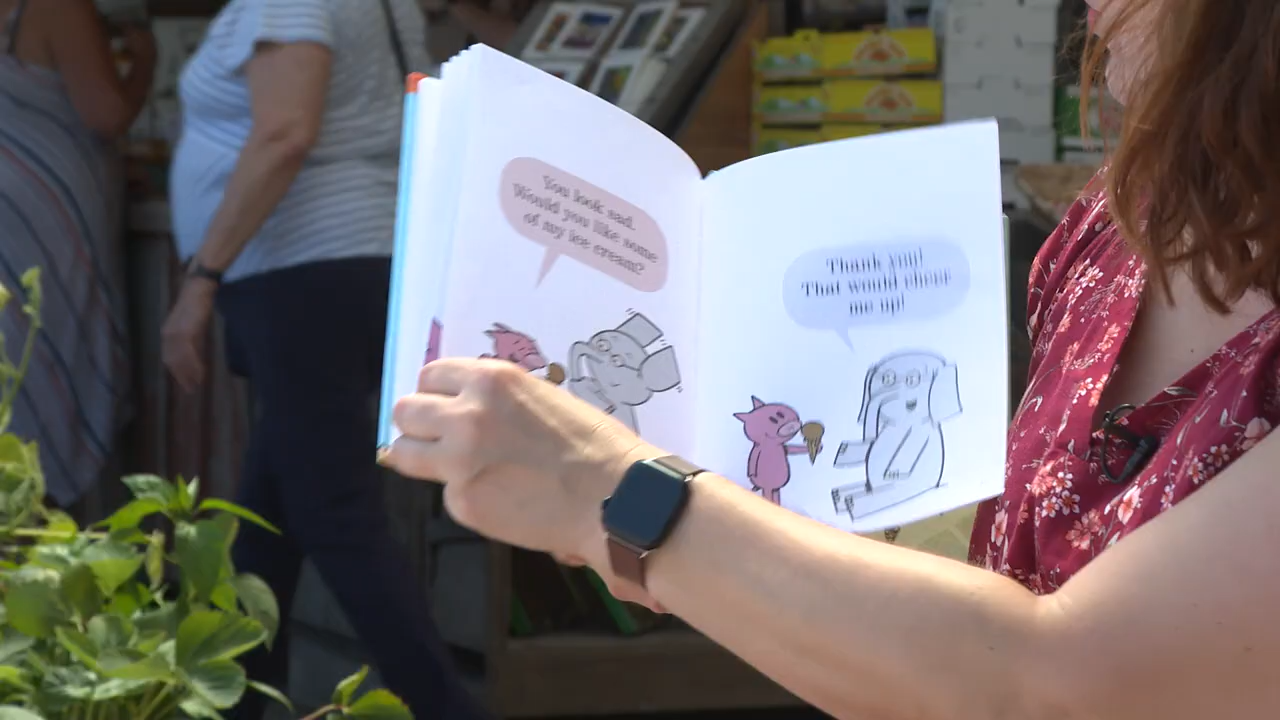 You look sad.
Would you like some
of my ice cream?
Thank you!
That would cheer
me up!